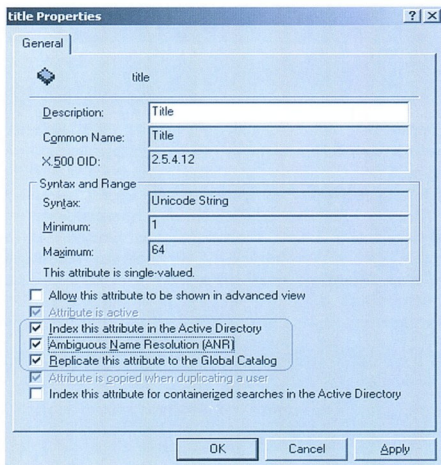 title Properties
General
title
Description: Title
Common Name: Title
X.500 OID: 2.5.4.12
Syntax and Range
Syntax: Unicode String
Minimum: 1
Maximum: 64
This attribute is single-valued.
Allow this attribute to be shown in advanced view
Attribute is active
Index this attribute in the Active Directory
Ambiguous Name Resolution (ANR)
Replicate this attribute to the Global Catalog
Attribute is copied when duplicating a user
Index this attribute for containerized searches in the Active Directory
OK Cancel Apply